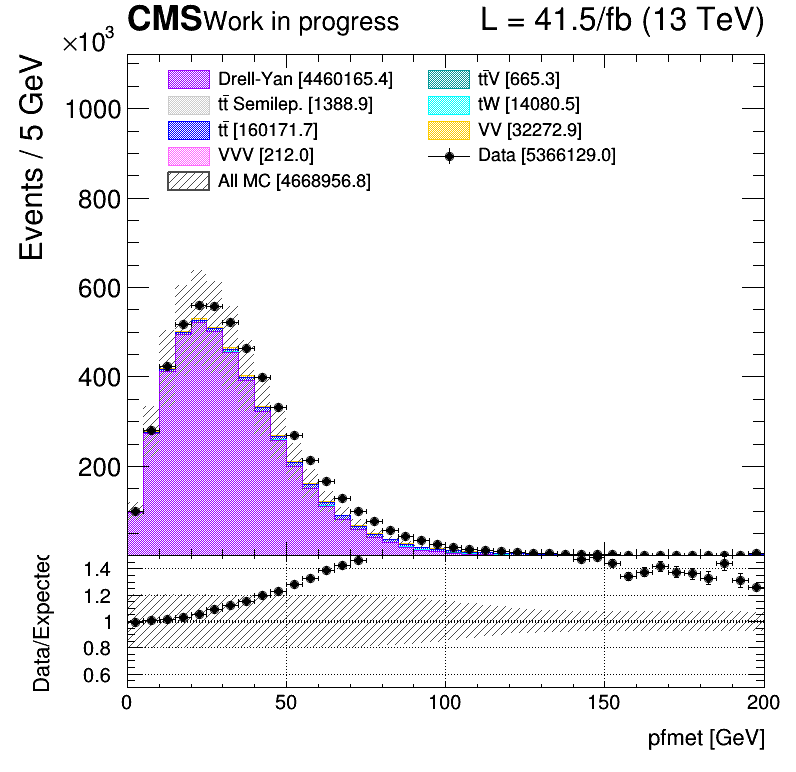 CMS Work in progress L = 41.5/fb (13 TeV)
×10³
Drell-Yan [4460165.4] tt̄V [665.3]
tt̄ Semilep. [1388.9] tW [14080.5]
tt̄ [160171.7] VV [32272.9]
VVV [212.0] Data [5366129.0]
All MC [4668956.8]
Events / 5 GeV
1000
800
600
400
200
Data/Expected
1.4
1.2
1
0.8
0.6
0 50 100 150 200
pfmet [GeV]